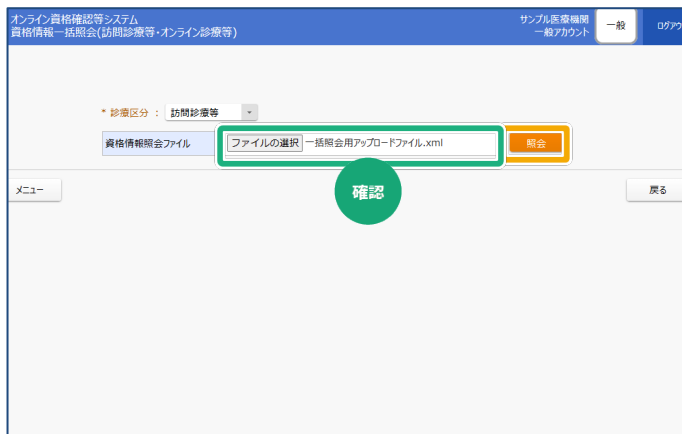 オンライン資格確認等システム
資格情報一括照会(訪問診療等・オンライン診療等)
サンプル医療機関
一般アカウント
一般
ログアウ
* 診療区分 : 訪問診療等
資格情報照会ファイル ファイルの選択 一括照会用アップロードファイル.xml 照会
メニュー 確認 戻る